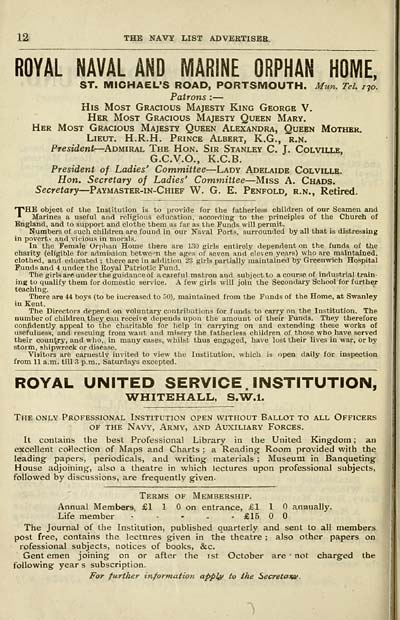 12 THE NAVY LIST ADVERTISER.
ROYAL NAVAL AND MARINE ORPHAN HOME,
ST. MICHAEL'S ROAD, PORTSMOUTH. Mun. Tel. 170.
Patrons :—
HIS MOST GRACIOUS MAJESTY KING GEORGE V.
HER MOST GRACIOUS MAJESTY QUEEN MARY.
HER MOST GRACIOUS MAJESTY QUEEN ALEXANDRA, QUEEN MOTHER.
LIEUT. H.R.H. PRINCE ALBERT, K.G., R.N.
President—ADMIRAL THE HON. SIR STANLEY C. J. COLVILLE,
G.C.V.O., K.C.B.
President of Ladies' Committee—LADY ADELAIDE COLVILLE.
Hon. Secretary of Ladies' Committee—MISS A. CHADS.
Secretary—PAYMASTER-IN-CHIEF W. G. E. PENFOLD, R.N., Retired.
THE object of the Institution is to provide for the fatherless children of our Seamen and
Marines a useful and religious education, according to the principles of the Church of
England, and to support and clothe them as far as the Funds will permit.
Numbers of such children are found in our Naval Ports, surrounded by all that is distressing
in poverty and vicious in morals.
In the Female Orphan House there are 130 girls entirely dependent on the funds of the
charity (eligible for admission between the ages of seven and eleven years) who are maintained,
clothed, and educated; there are in addition 23 girls partially maintained by Greenwich Hospital
Funds and 4 under the Royal Patriotic Fund.
The girls are under the guidance of a careful matron and subject to a course of industrial train-
ing to qualify them for domestic service. A few girls will join the Secondary School for further
teaching.
There are 44 boys (to be increased to 50), maintained from the Funds of the Home, at Swanley
in Kent.
The Directors depend on voluntary contributions for funds to carry on the Institution. The
number of children they can receive depends upon the amount of their Funds. They therefore
confidently appeal to the charitable for help in carrying on and extending these works of
usefulness, and rescuing from want and misery the fatherless children of those who have served
their country, and who, in many cases, whilst thus engaged, have lost their lives in war, or by
storm, shipwreck or disease.
Visitors are earnestly invited to view the Institution, which is open daily for inspection
from 11 a.m. till 3 p.m., Saturdays excepted.
ROYAL UNITED SERVICE INSTITUTION,
WHITEHALL, S.W.1.
THE ONLY PROFESSIONAL INSTITUTION OPEN WITHOUT BALLOT TO ALL OFFICERS
OF THE NAVY, ARMY, AND AUXILIARY FORCES.
It contains the best Professional Library in the United Kingdom; an
excellent collection of Maps and Charts; a Reading Room provided with the
leading papers, periodicals, and writing materials; Museum in Banqueting
House adjoining, also a theatre in which lectures upon professional subjects,
followed by discussions, are frequently given.
TERMS OF MEMBERSHIP.
Annual Members, £1 1 0 on entrance, £1 1 0 annually.
Life member - - - - £15 0 0
The Journal of the Institution, published quarterly and sent to all members
post free, contains the lectures given in the theatre; also other papers on
rofessional subjects, notices of books, &c.
Gent emen joining on or after the 1st October are not charged the
following year s subscription.
For further information apply to the Secretary.